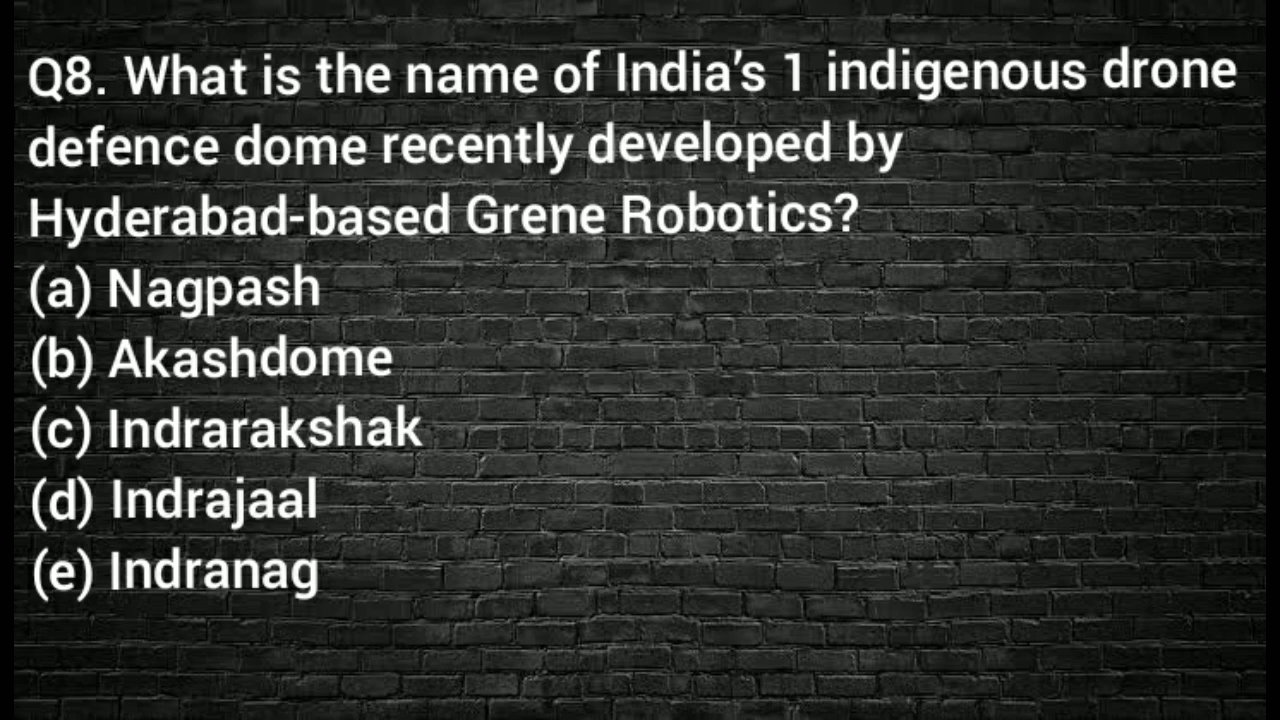 Q8. What is the name of India's 1 indigenous drone
defence dome recently developed by
Hyderabad-based Grene Robotics?
(a) Nagpash
(b) Akashdome
(c) Indrarakshak
(d) Indrajaal
(e) Indranag